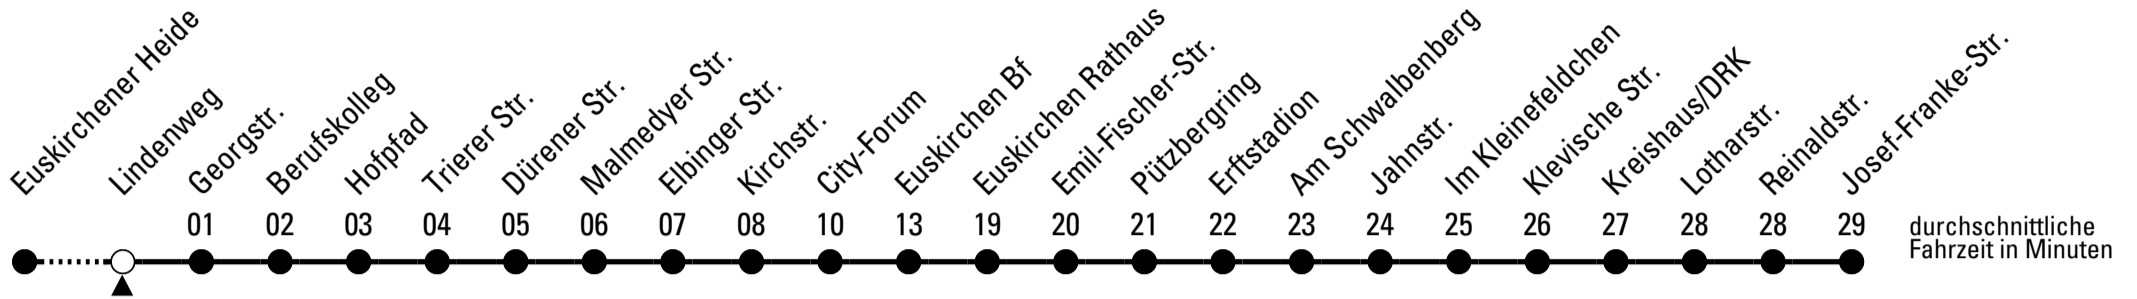 Euskirchener Heide
Lindenweg
Georgstr.
Berufskolleg
Hofpfad
Trierer Str.
Dürener Str.
Malmedyer Str.
Elbinger Str.
Kirchstr.
City-Forum
Euskirchen Bf
Euskirchen Rathaus
Emil-Fischer-Str.
Pützbergring
Erftstadion
Am Schwalbenberg
Jahnstr.
Im Kleinefeldchen
Klevische Str.
Kreishaus/DRK
Lotharstr.
Reinaldstr.
Josef-Franke-Str.
01 02 03 04 05 06 07 08 10 13 19 20 21 22 23 24 25 26 27 28 28 29
durchschnittliche
Fahrzeit in Minuten